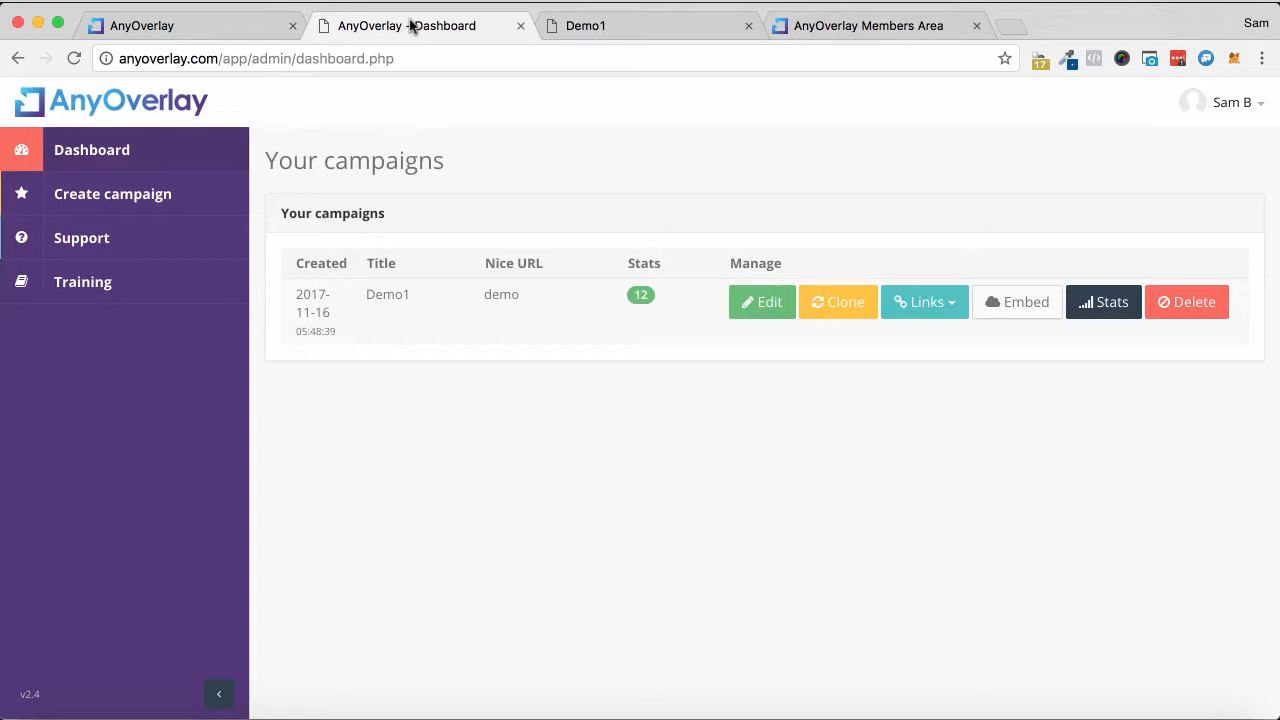 AnyOverlay
AnyOverlay - Dashboard
Demo1
AnyOverlay Members Area
Sam
anyoverlay.com/app/admin/dashboard.php
17
AnyOverlay
Sam B
Dashboard
Create campaign
Support
Training
Your campaigns
Your campaigns
Created Title Nice URL Stats Manage
2017-11-16 05:48:39 Demo1 demo 12 Edit Clone Links Embed Stats Delete
v2.4